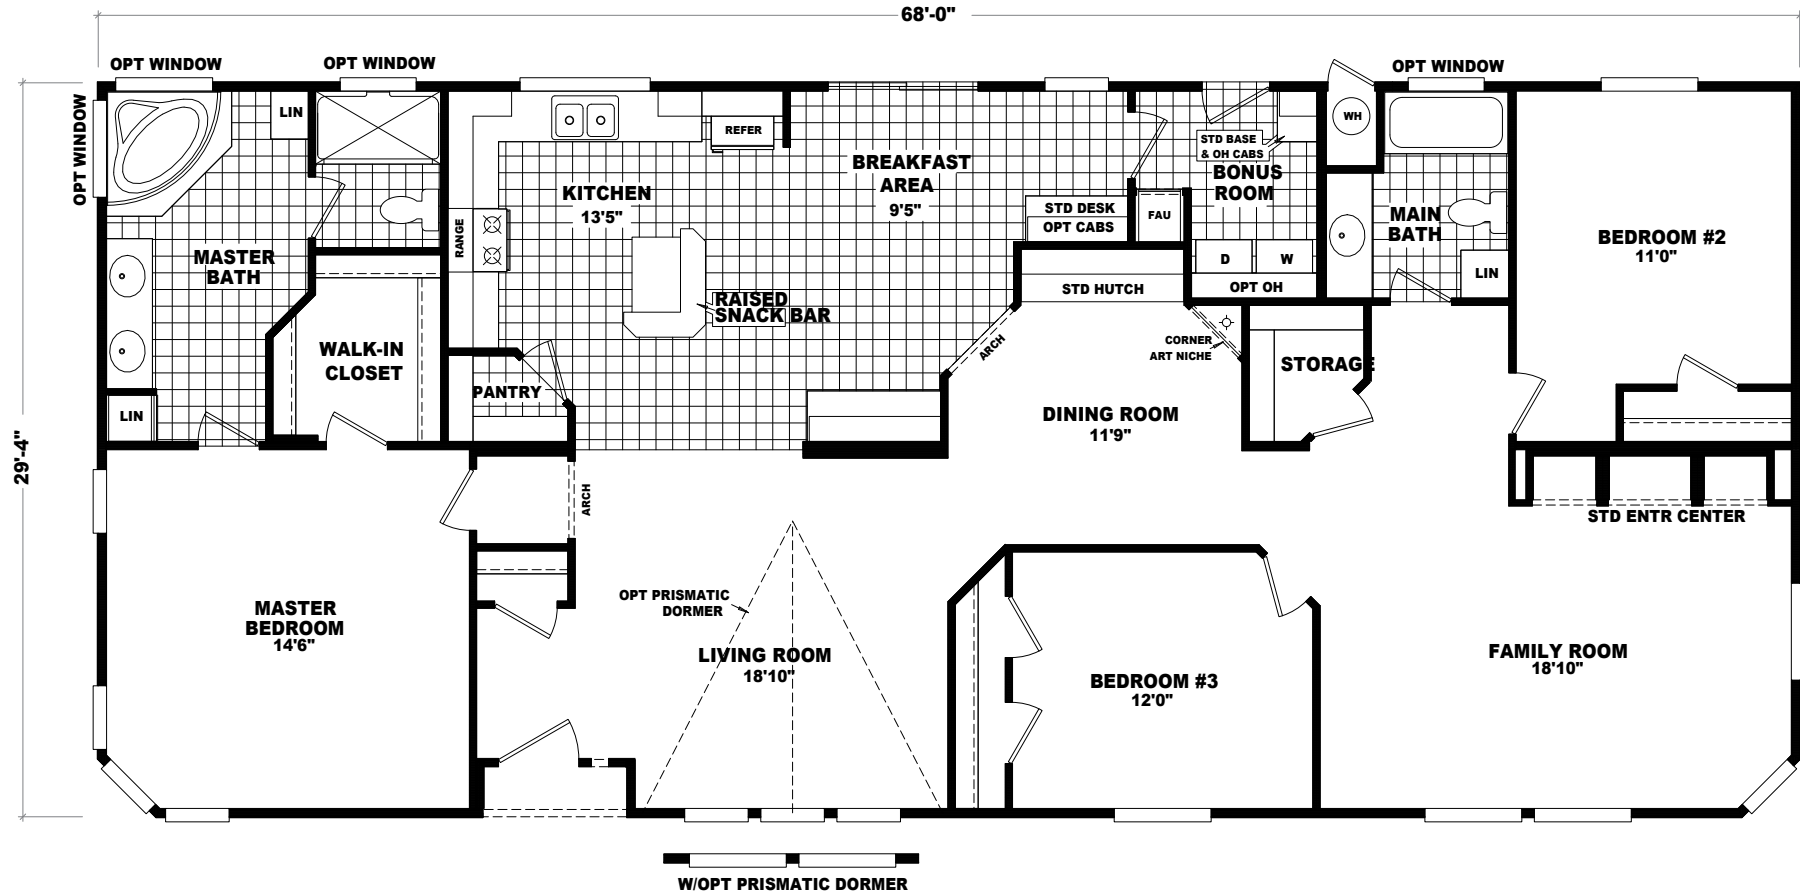 68'-0"
OPT WINDOW
OPT WINDOW
OPT WINDOW
OPT WINDOW
29'-4"
LIN
MASTER
BATH
LIN
WALK-IN
CLOSET
RANGE
KITCHEN
13'5"
REFER
RAISED
SNACK BAR
PANTRY
BREAKFAST
AREA
9'5"
STD DESK
OPT CABS
FAU
STD BASE
& OH CABS
BONUS
ROOM
D
W
OPT OH
STD HUTCH
ARCH
CORNER
ART NICHE
DINING ROOM
11'9"
STORAGE
WH
MAIN
BATH
LIN
BEDROOM #2
11'0"
STD ENTR CENTER
ARCH
MASTER
BEDROOM
14'6"
OPT PRISMATIC
DORMER
LIVING ROOM
18'10"
BEDROOM #3
12'0"
FAMILY ROOM
18'10"
W/OPT PRISMATIC DORMER